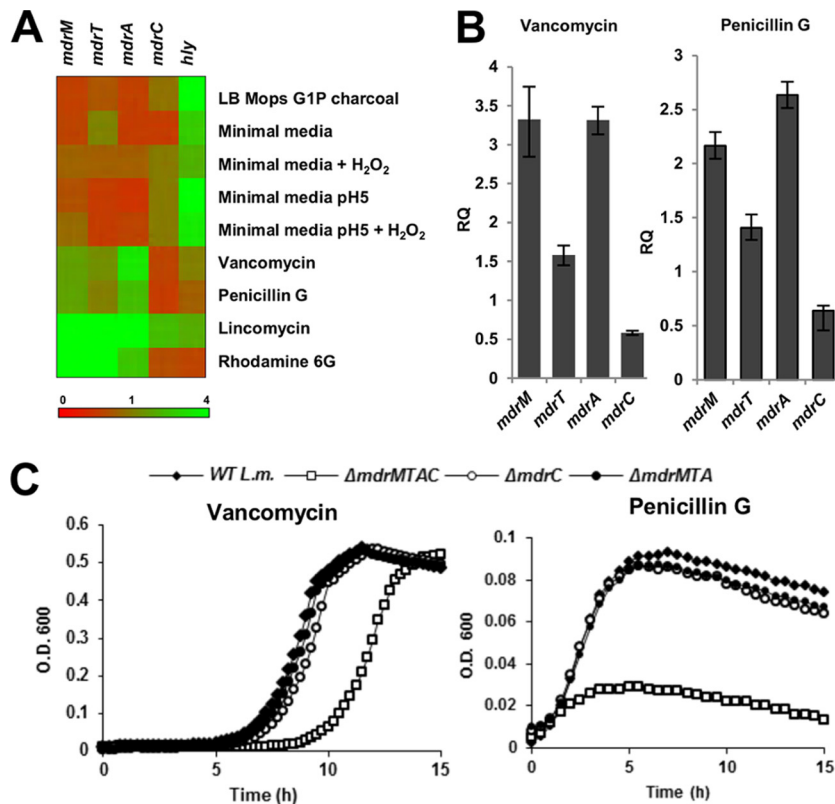 A
mdrM mdrT mdrA mdrC hly
LB Mops G1P charcoal
Minimal media
Minimal media + H₂O₂
Minimal media pH5
Minimal media pH5 + H₂O₂
Vancomycin
Penicillin G
Lincomycin
Rhodamine 6G
0 1 4
B
Vancomycin
4
3.5
3
2.5
2
1.5
1
0.5
0
RQ
mdrM mdrT mdrA mdrC
Penicillin G
3
2.5
2
1.5
1
0.5
0
RQ
mdrM mdrT mdrA mdrC
C
WT L.m. ΔmdrMTAC ΔmdrC ΔmdrMTA
Vancomycin
0.6
0.5
0.4
0.3
0.2
0.1
0
O.D. 600
0 5 10 15
Time (h)
Penicillin G
0.1
0.08
0.06
0.04
0.02
0
O.D. 600
0 5 10 15
Time (h)